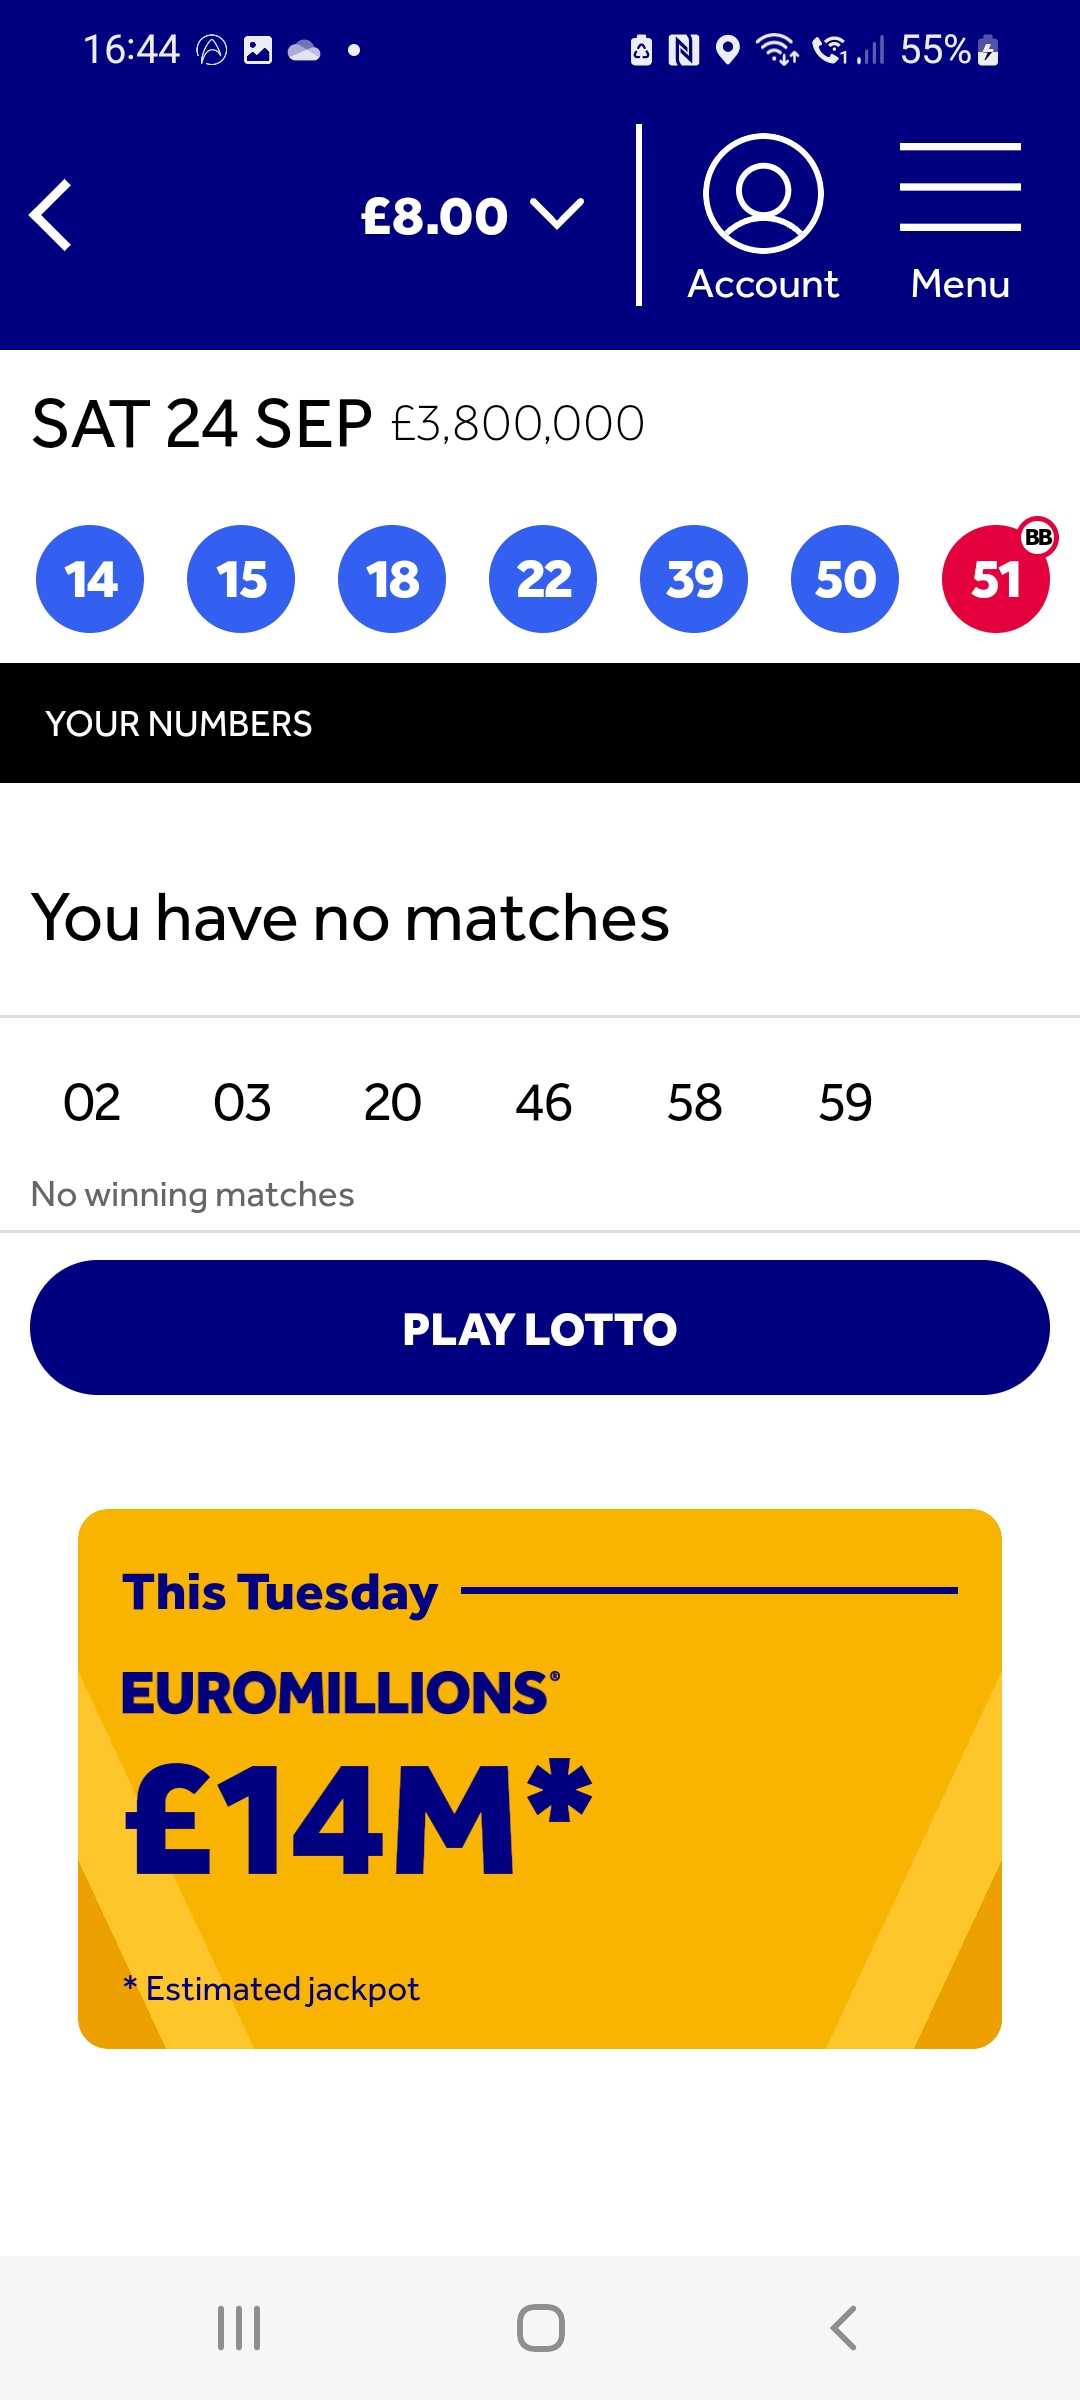 16:44 55%
£8.00
Account Menu
SAT 24 SEP £3,800,000
14 15 18 22 39 50 51 BB
YOUR NUMBERS
You have no matches
02 03 20 46 58 59
No winning matches
PLAY LOTTO
This Tuesday
EUROMILLIONS®
£14M*
* Estimated jackpot